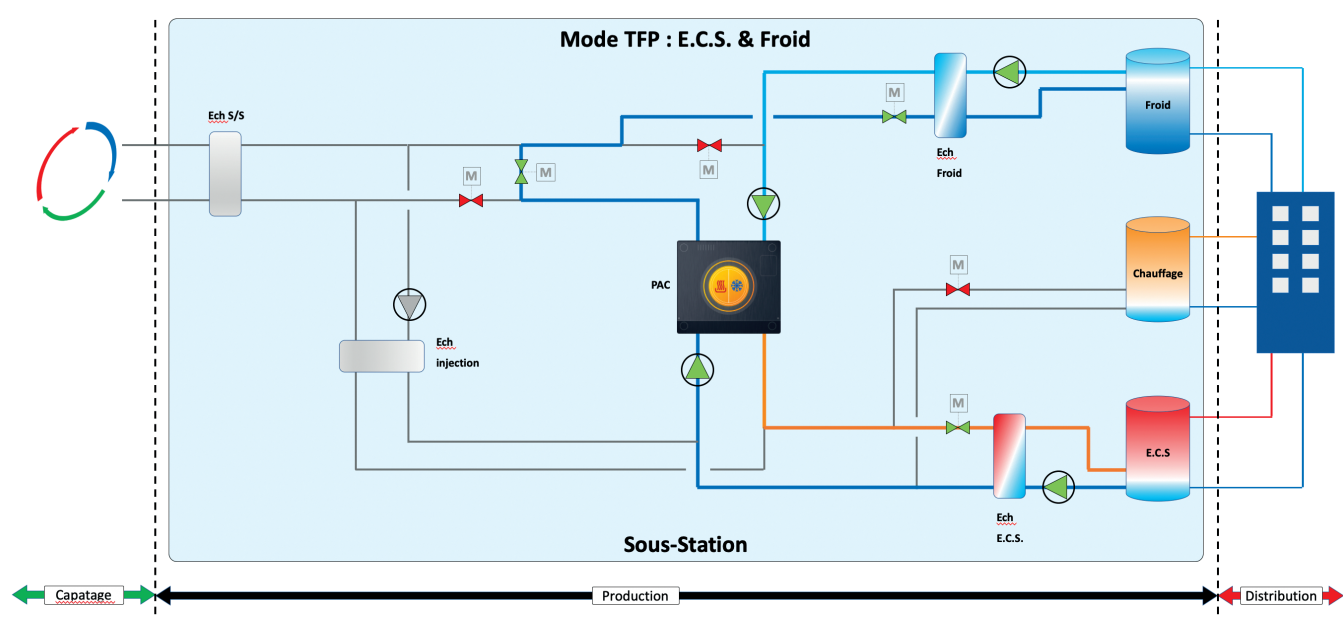 Mode TFP : E.C.S. & Froid
Ech S/S
M
M
M
M
Ech
Froid
Froid
PAC
M
Chauffage
Ech
injection
M
E.C.S
Ech
E.C.S.
Sous-Station
Capatage
Production
Distribution